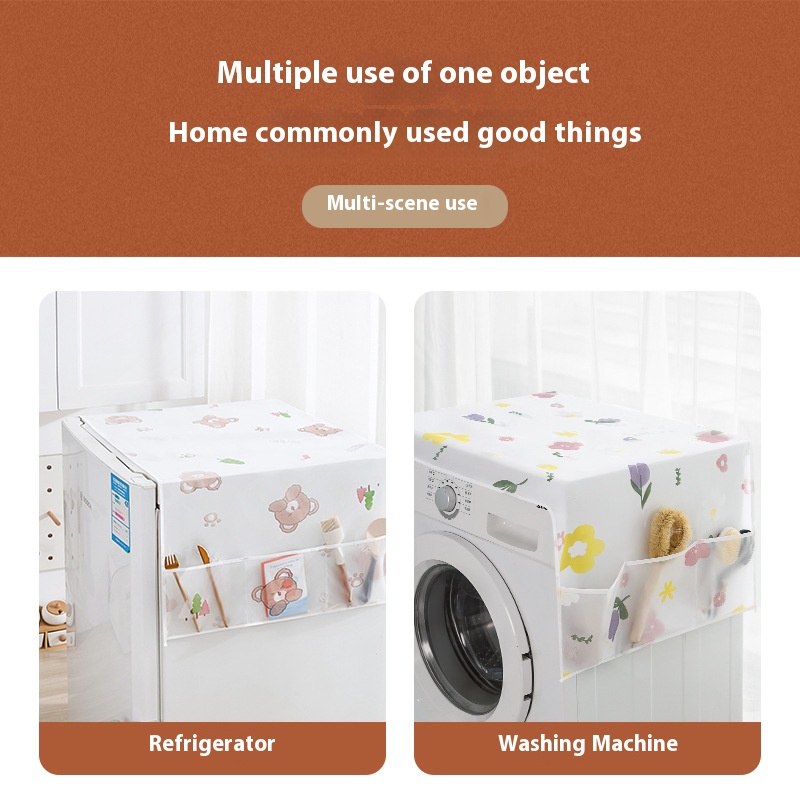 Multiple use of one object
Home commonly used good things
Multi-scene use
Refrigerator
Washing Machine